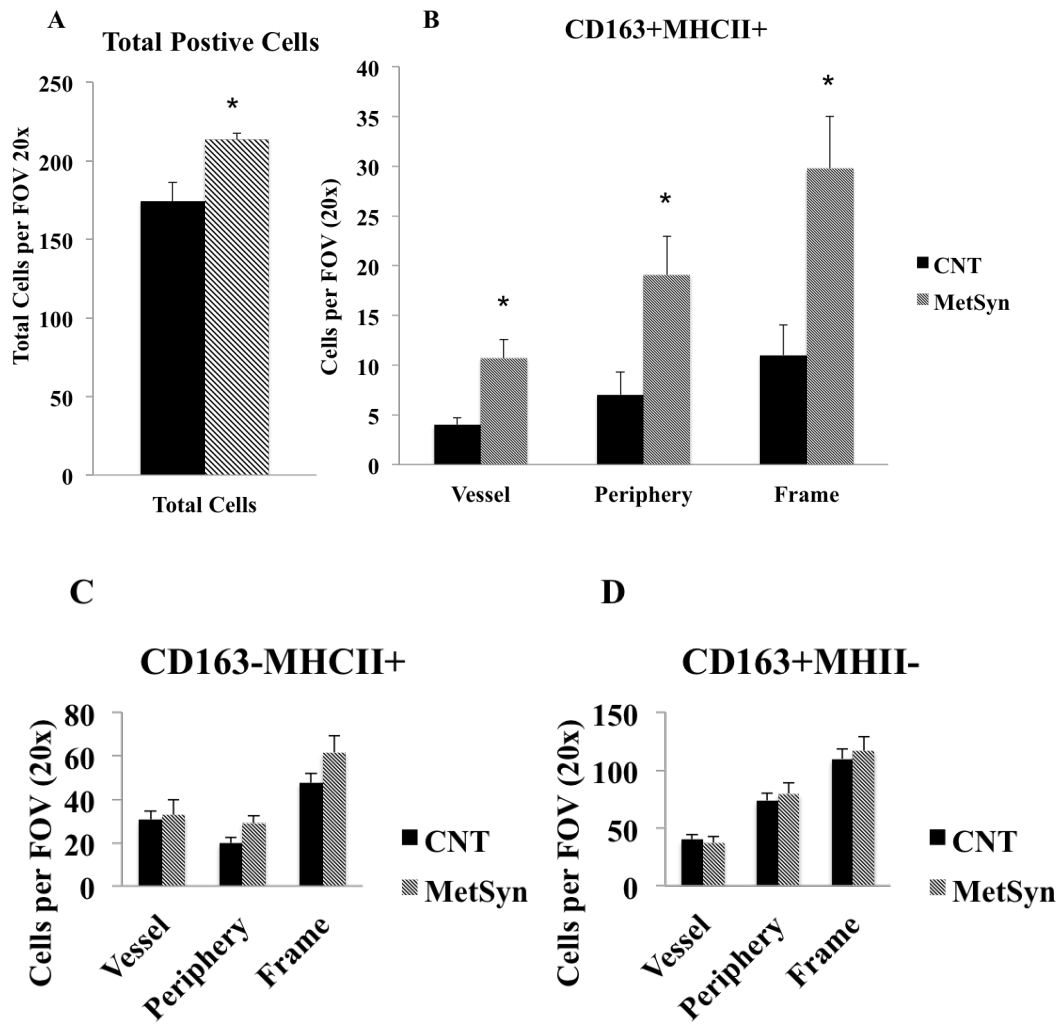 A
Total Postive Cells
Total Cells per FOV 20x
250
200
150
100
50
0
*
Total Cells
B
CD163+MHCII+
Cells per FOV (20x)
40
35
30
25
20
15
10
5
0
*
*
*
Vessel
Periphery
Frame
CNT
MetSyn
C
CD163-MHCII+
Cells per FOV (20x)
80
60
40
20
0
Vessel
Periphery
Frame
CNT
MetSyn
D
CD163+MHII-
Cells per FOV (20x)
150
100
50
0
Vessel
Periphery
Frame
CNT
MetSyn